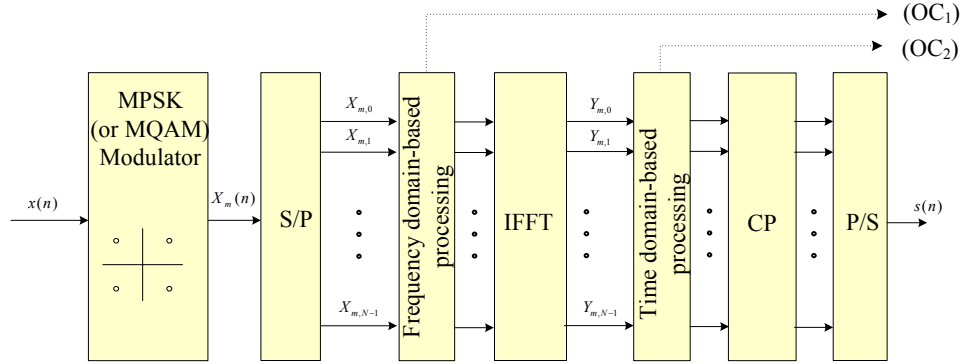 (OC1)
(OC2)
MPSK
(or MQAM)
Modulator
x(n)
Xm(n)
S/P
Xm,0
Xm,1
Xm,N−1
Frequency domain-based
processing
IFFT
Ym,0
Ym,1
Ym,N−1
Time domain-based
processing
CP
P/S
s(n)